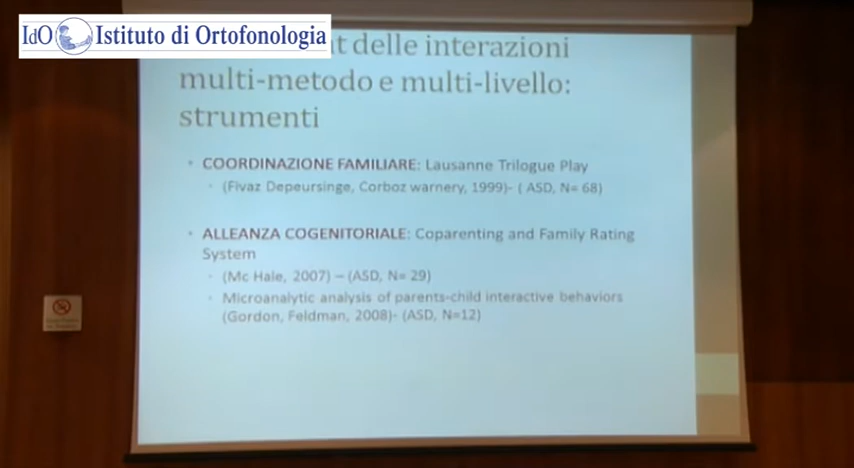 IdO Istituto di Ortofonologia
t delle interazioni
multi-metodo e multi-livello:
strumenti
• COORDINAZIONE FAMILIARE: Lausanne Trilogue Play
• (Fivaz Depeursinge, Corboz warnery, 1999)- ( ASD, N= 68)
• ALLEANZA COGENITORIALE: Coparenting and Family Rating
System
• (Mc Hale, 2007) – (ASD, N= 29)
• Microanalytic analysis of parents-child interactive behaviors
(Gordon, Feldman, 2008)- (ASD, N=12)